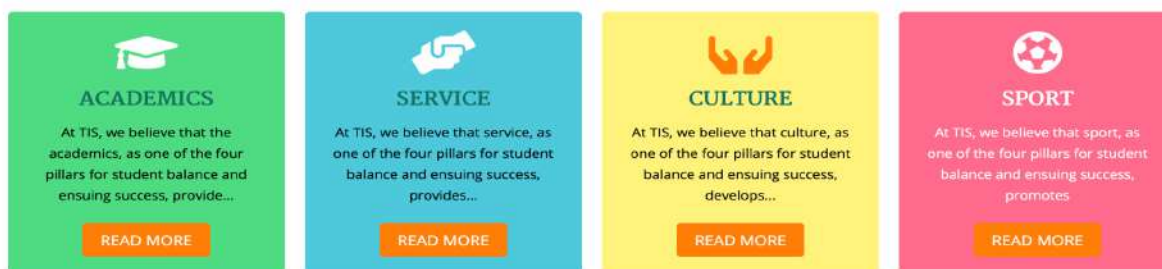 ACADEMICS
At TIS, we believe that the
academics, as one of the four
pillars for student balance and
ensuing success, provide...
READ MORE
SERVICE
At TIS, we believe that service, as
one of the four pillars for student
balance and ensuing success,
provides...
READ MORE
CULTURE
At TIS, we believe that culture, as
one of the four pillars for student
balance and ensuing success,
develops...
READ MORE
SPORT
At TIS, we believe that sport, as
one of the four pillars for student
balance and ensuing success,
promotes
READ MORE